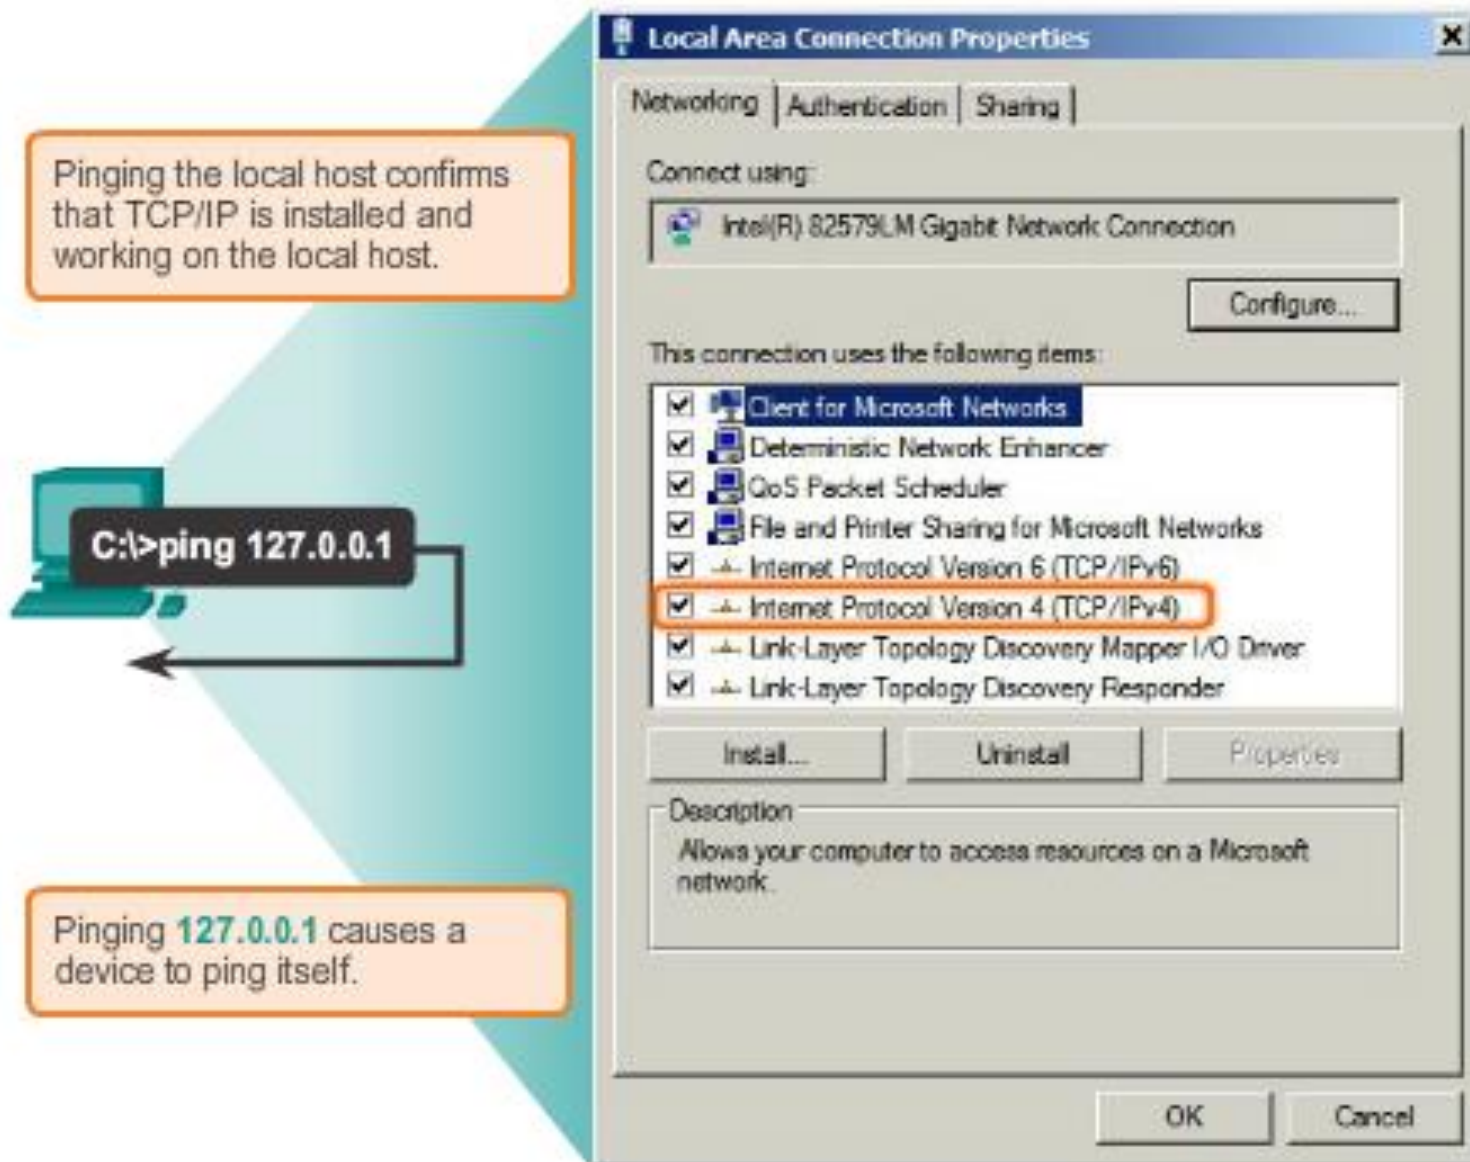 Local Area Connection Properties
Networking
Authentication
Sharing
Pinging the local host confirms
that TCP/IP is installed and
working on the local host.
Connect using:
Intel(R) 82579LM Gigabit Network Connection
Configure...
This connection uses the following items:
Client for Microsoft Networks
Deterministic Network Enhancer
QoS Packet Scheduler
File and Printer Sharing for Microsoft Networks
Internet Protocol Version 6 (TCP/IPv6)
Internet Protocol Version 4 (TCP/IPv4)
Link-Layer Topology Discovery Mapper I/O Driver
Link-Layer Topology Discovery Responder
C:\>ping 127.0.0.1
Install...
Uninstall
Properties
Description
Allows your computer to access resources on a Microsoft
network.
Pinging 127.0.0.1 causes a
device to ping itself.
OK
Cancel